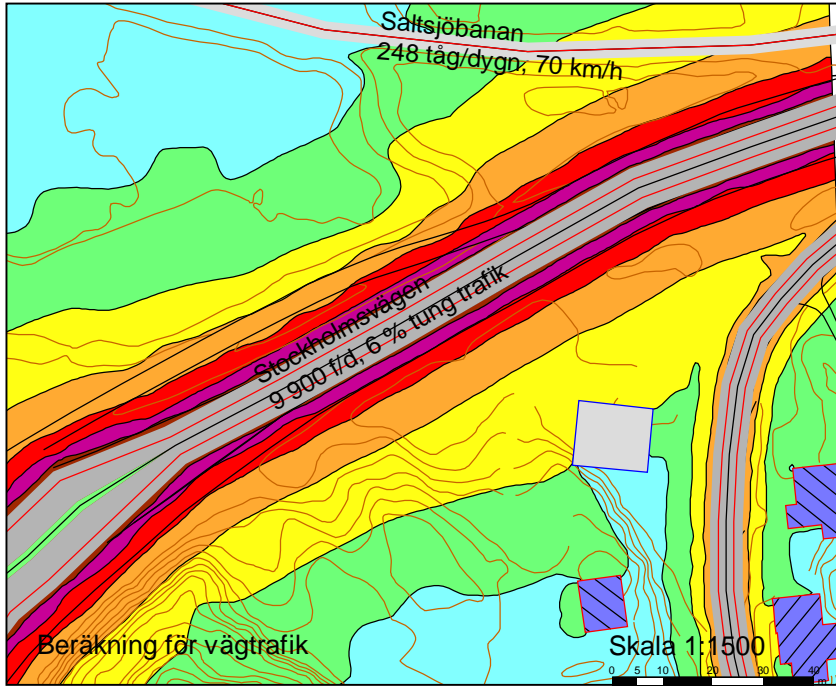 Saltsjöbanan
248 tåg/dygn, 70 km/h
Stockholmsvägen
9 900 f/d, 6 % tung trafik
Beräkning för vägtrafik
Skala 1:1500
0 5 10 20 30 40
m